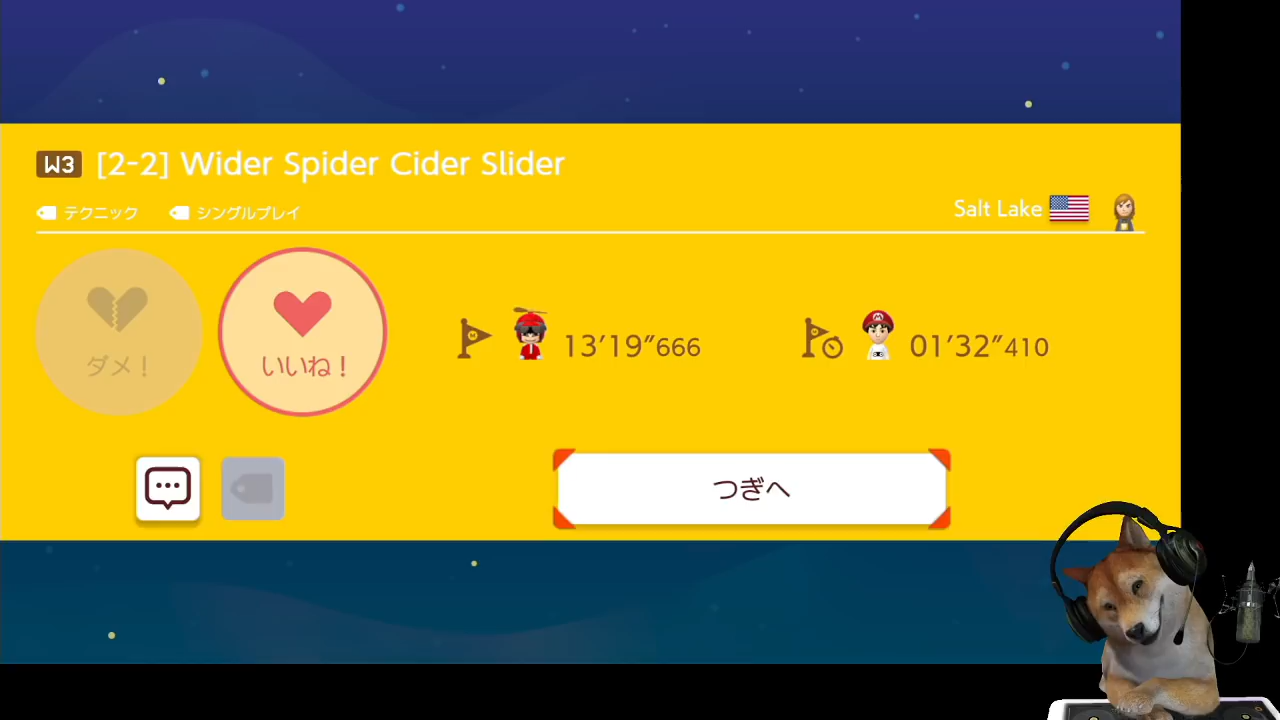 W3 [2-2] Wider Spider Cider Slider
テクニック シングルプレイ
Salt Lake
ダメ！
いいね！
13'19"666
01'32"410
つぎへ